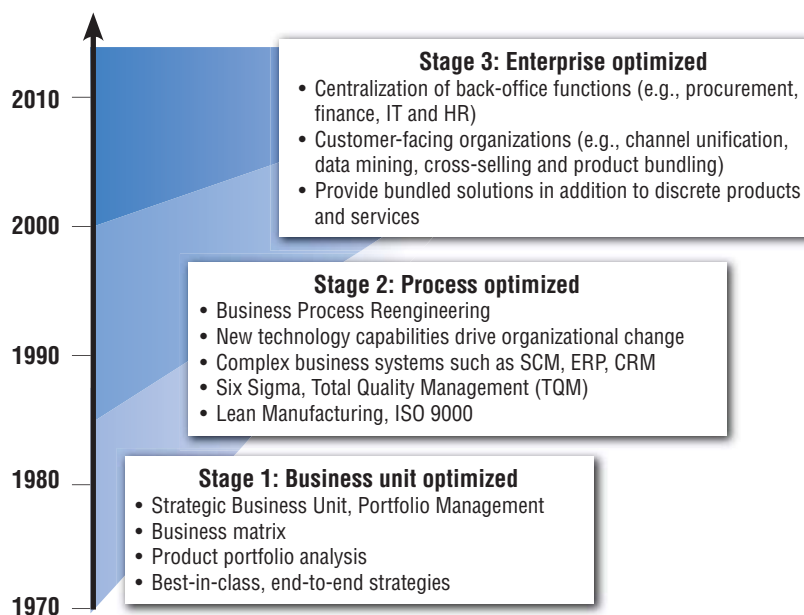 2010
2000
1990
1980
1970
Stage 3: Enterprise optimized
• Centralization of back-office functions (e.g., procurement,
finance, IT and HR)
• Customer-facing organizations (e.g., channel unification,
data mining, cross-selling and product bundling)
• Provide bundled solutions in addition to discrete products
and services
Stage 2: Process optimized
• Business Process Reengineering
• New technology capabilities drive organizational change
• Complex business systems such as SCM, ERP, CRM
• Six Sigma, Total Quality Management (TQM)
• Lean Manufacturing, ISO 9000
Stage 1: Business unit optimized
• Strategic Business Unit, Portfolio Management
• Business matrix
• Product portfolio analysis
• Best-in-class, end-to-end strategies